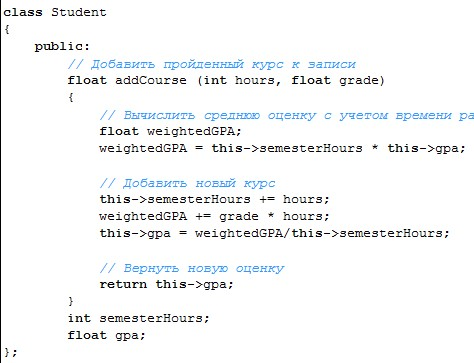 class Student
{
public:
// Добавить пройденный курс к записи
float addCourse (int hours, float grade)
{
// Вычислить среднюю оценку с учетом времени
float weightedGPA;
weightedGPA = this->semesterHours * this->gpa;
// Добавить новый курс
this->semesterHours += hours;
weightedGPA += grade * hours;
this->gpa = weightedGPA/this->semesterHours;
// Вернуть новую оценку
return this->gpa;
}
int semesterHours;
float gpa;
};